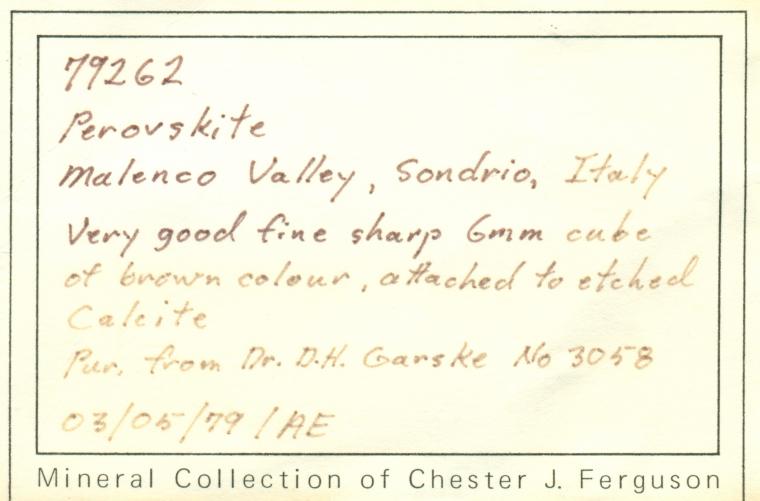 79262
Perovskite
Malenco Valley, Sondrio, Italy
Very good fine sharp 6mm cube
of brown colour, attached to etched
Calcite
Pur. from Dr. D.H. Garske No 3058
03/05/79 / AE
Mineral Collection of Chester J. Ferguson